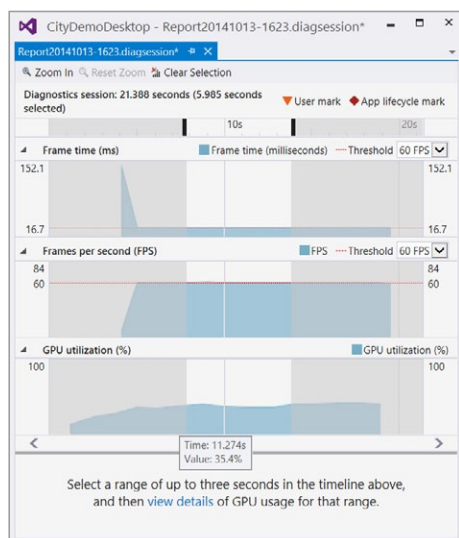 CityDemoDesktop - Report20141013-1623.diagsession*
Report20141013-1623.diagsession*
Zoom In Reset Zoom Clear Selection
Diagnostics session: 21.388 seconds (5.985 seconds
selected)
User mark App lifecycle mark
10s 20s
Frame time (ms) Frame time (milliseconds) Threshold 60 FPS
152.1 152.1
16.7 16.7
Frames per second (FPS) FPS Threshold 60 FPS
84 84
60 60
GPU utilization (%) GPU utilization (%)
100 100
Time: 11.274s
Value: 35.4%
Select a range of up to three seconds in the timeline above,
and then view details of GPU usage for that range.